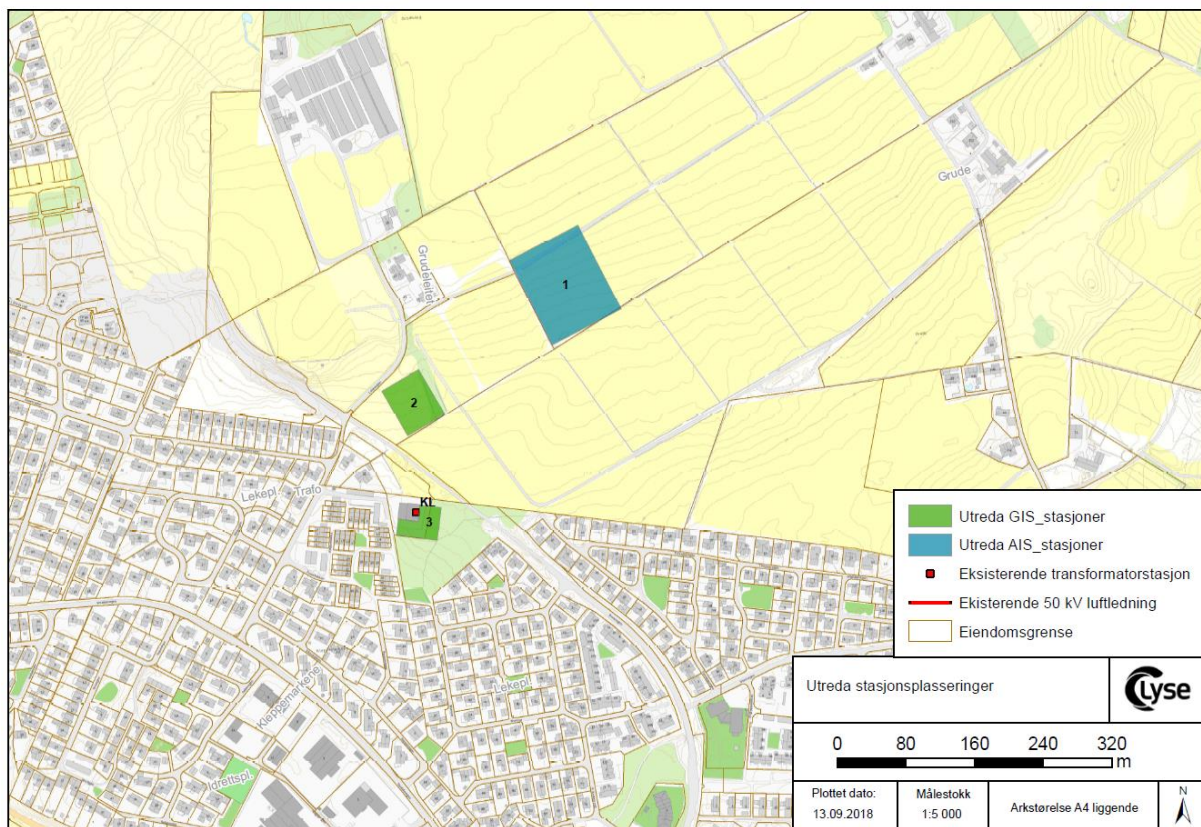 Grude
Grudeleitet
1
2
KL
3
Lekepl.
Trafo
Lekepl.
Kleppemarkene
Idrettspl.
Utreda GIS_stasjoner
Utreda AIS_stasjoner
Eksisterende transformatorstasjon
Ekisterende 50 kV luftledning
Eiendomsgrense
Utreda stasjonsplasseringer
Lyse
0 80 160 240 320
m
Plottet dato:
13.09.2018
Målestokk
1:5 000
Arkstørelse A4 liggende
N